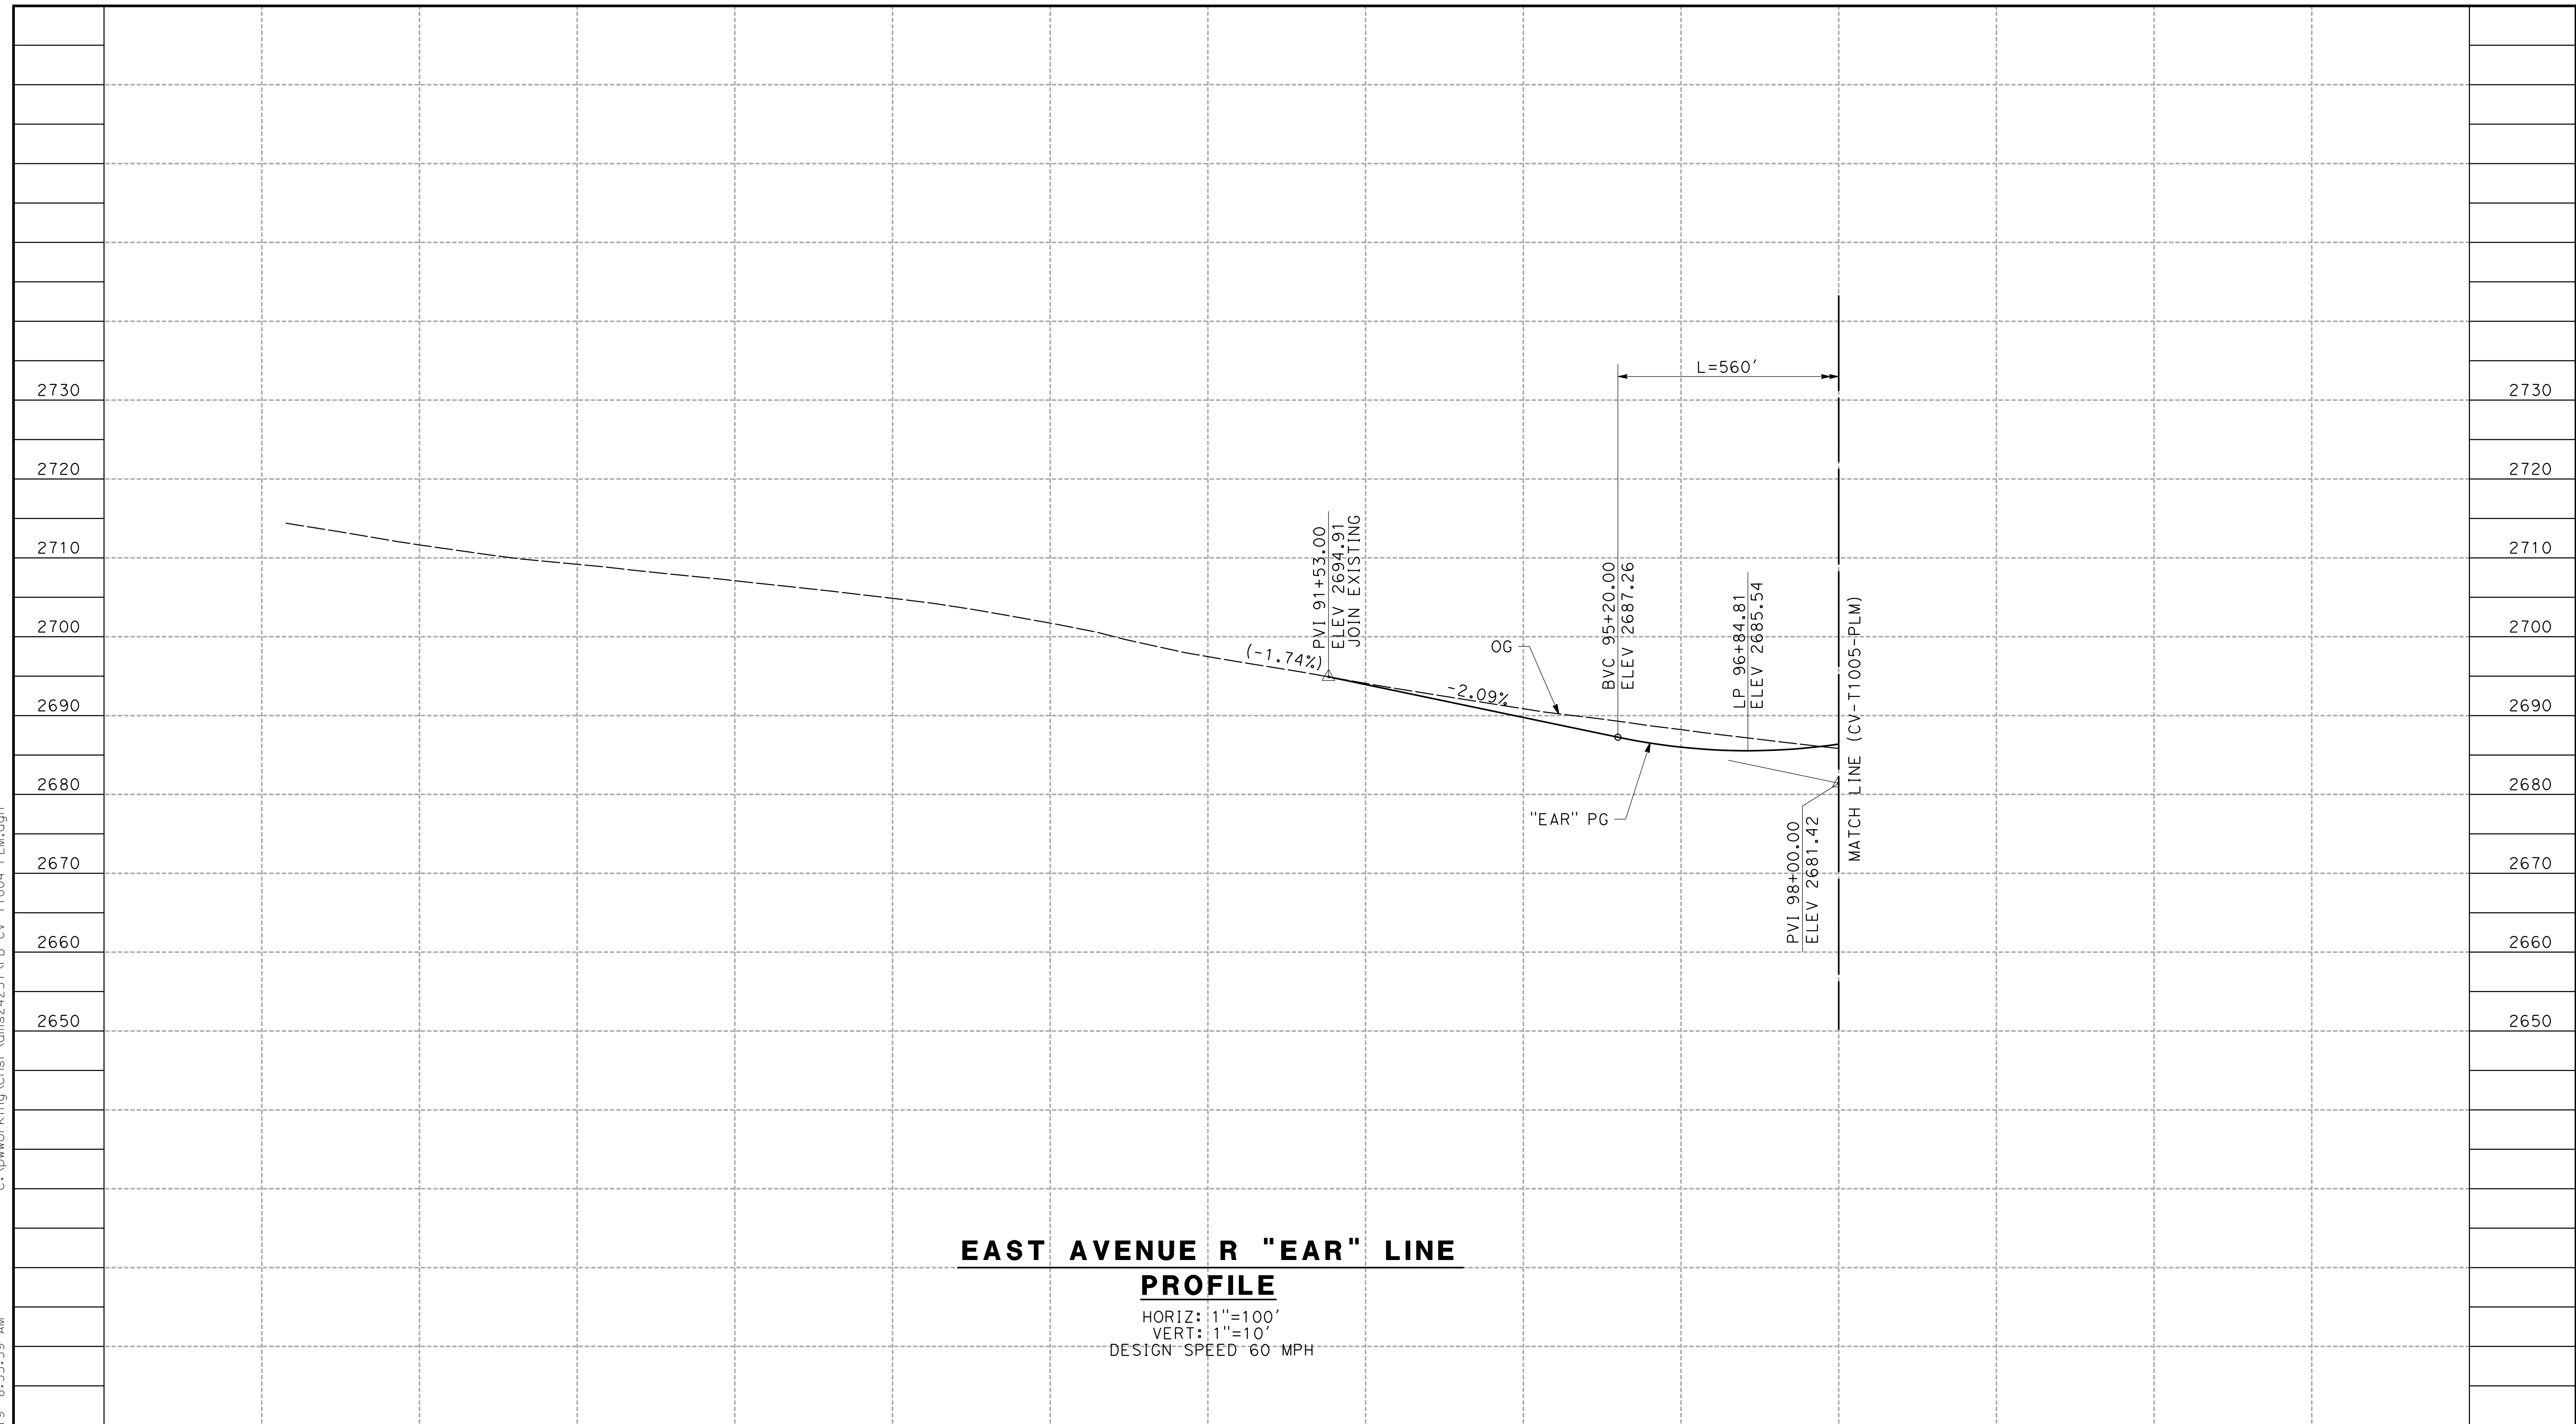 2730
2720
2710
2700
2690
2680
2670
2660
2650
2730
2720
2710
2700
2690
2680
2670
2660
2650
L=560'
PVI 91+53.00
ELEV 2694.91
JOIN EXISTING
(-1.74%)
-2.09%
OG
BVC 95+20.00
ELEV 2687.26
LP 96+84.81
ELEV 2685.54
"EAR" PG
PVI 98+00.00
ELEV 2681.42
MATCH LINE (CV-T1005-PLM)
EAST AVENUE R "EAR" LINE
PROFILE
HORIZ: 1"=100'
VERT: 1"=10'
DESIGN SPEED 60 MPH